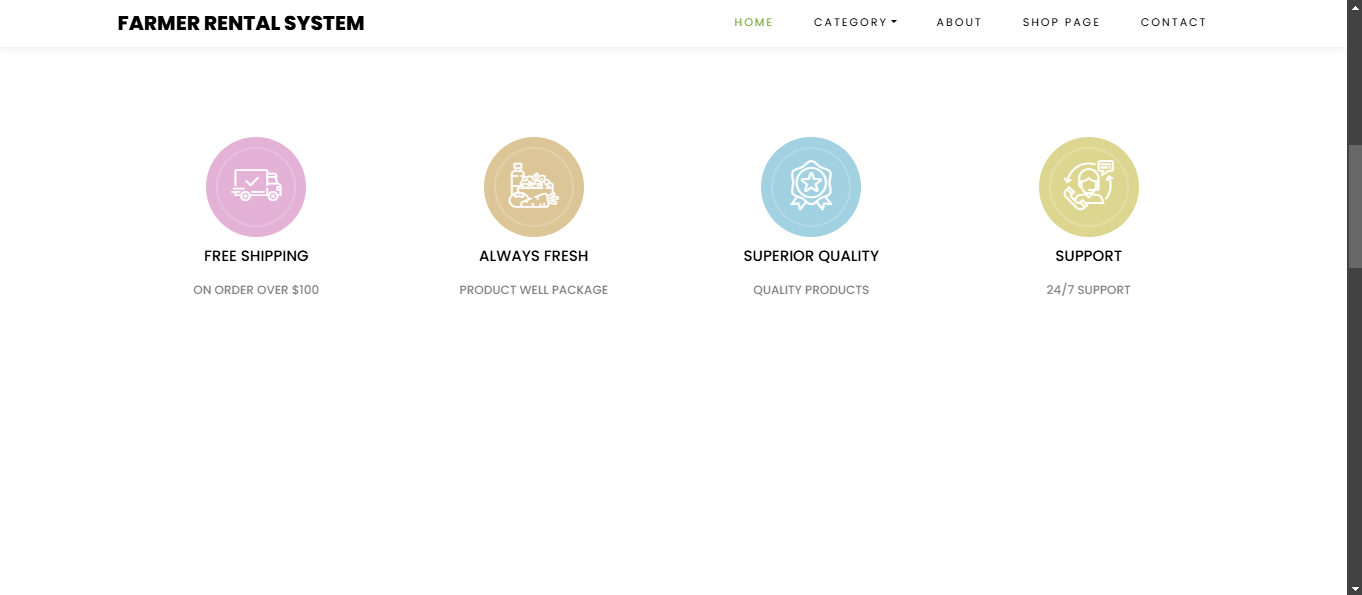 FARMER RENTAL SYSTEM
HOME CATEGORY ABOUT SHOP PAGE CONTACT
FREE SHIPPING
ON ORDER OVER $100
ALWAYS FRESH
PRODUCT WELL PACKAGE
SUPERIOR QUALITY
QUALITY PRODUCTS
SUPPORT
24/7 SUPPORT